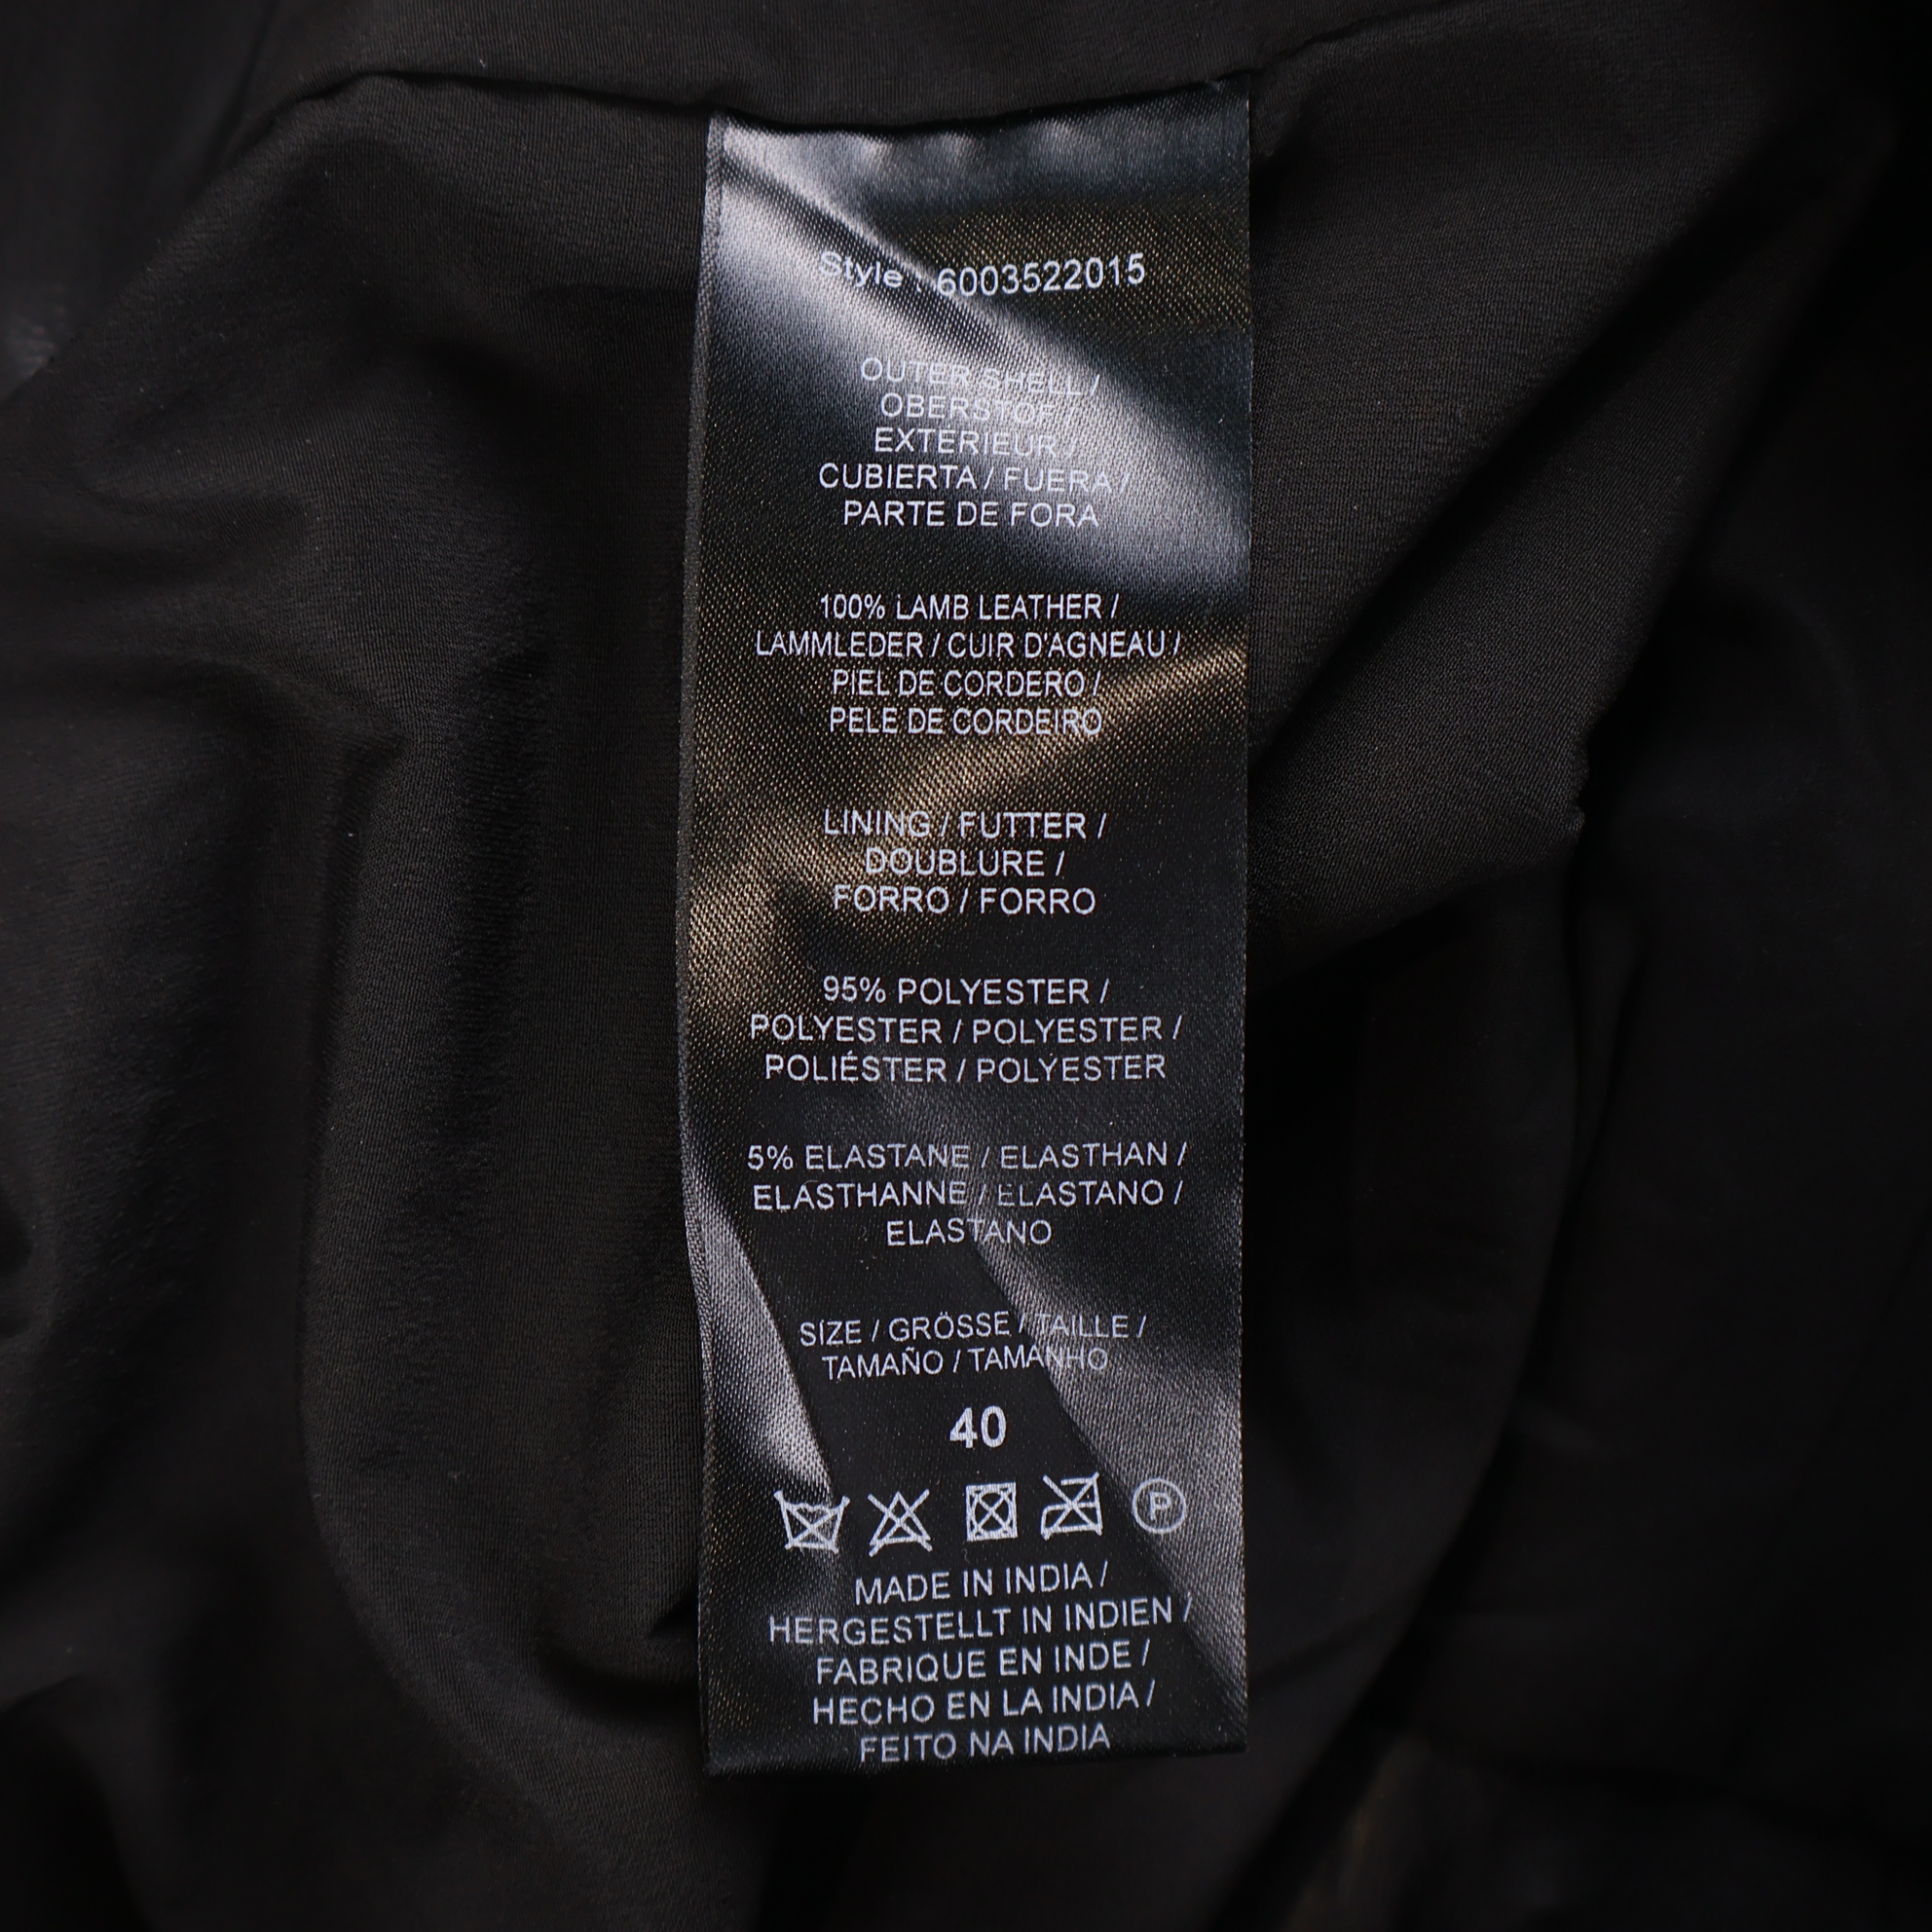 Style : 6003522015
OUTER SHELL /
OBERSTOF /
EXTERIEUR /
CUBIERTA / FUERA /
PARTE DE FORA
100% LAMB LEATHER /
LAMMLEDER / CUIR D'AGNEAU /
PIEL DE CORDERO /
PELE DE CORDEIRO
LINING / FUTTER /
DOUBLURE /
FORRO / FORRO
95% POLYESTER /
POLYESTER / POLYESTER /
POLIÉSTER / POLYESTER
5% ELASTANE / ELASTHAN /
ELASTHANNE / ELASTANO /
ELASTANO
SIZE / GRÖSSE / TAILLE /
TAMAÑO / TAMANHO
40
P
MADE IN INDIA /
HERGESTELLT IN INDIEN /
FABRIQUE EN INDE /
HECHO EN LA INDIA /
FEITO NA INDIA